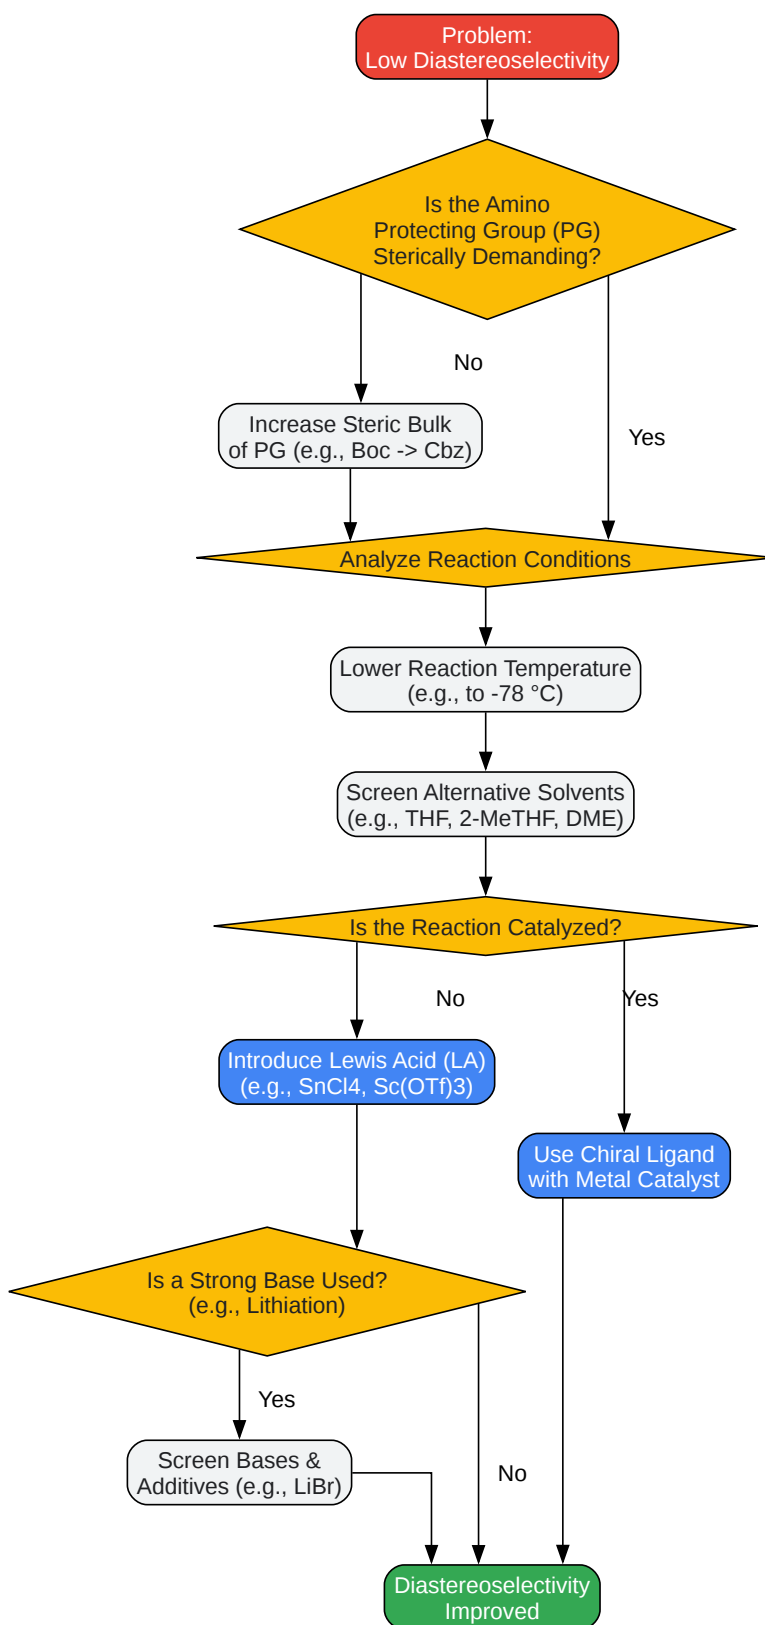 Problem:
Low Diastereoselectivity
Is the Amino
Protecting Group (PG)
Sterically Demanding?
No
Increase Steric Bulk
of PG (e.g., Boc -> Cbz)
Yes
Analyze Reaction Conditions
Lower Reaction Temperature
(e.g., to -78 °C)
Screen Alternative Solvents
(e.g., THF, 2-MeTHF, DME)
Is the Reaction Catalyzed?
No
Yes
Introduce Lewis Acid (LA)
(e.g., SnCl4, Sc(OTf)3)
Use Chiral Ligand
with Metal Catalyst
Is a Strong Base Used?
(e.g., Lithiation)
Yes
Screen Bases &
Additives (e.g., LiBr)
No
Diastereoselectivity
Improved